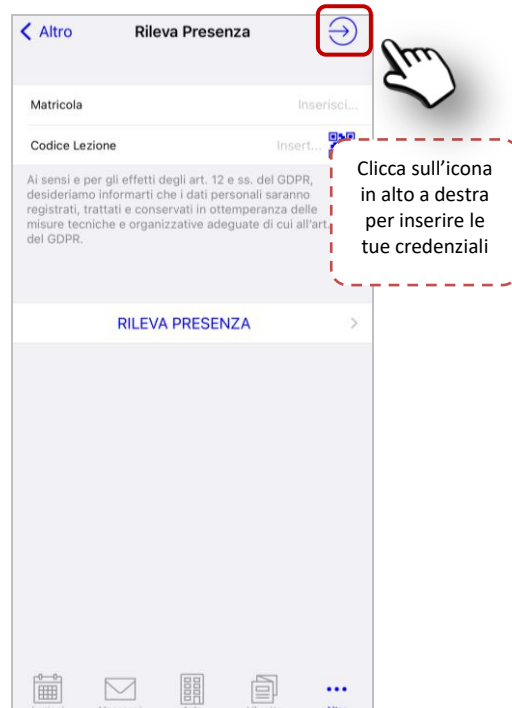 Altro
Rileva Presenza
Matricola
Inserisci...
Codice Lezione
Insert...
Ai sensi e per gli effetti degli art. 12 e ss. del GDPR,
desideriamo informarti che i dati personali saranno
registrati, trattati e conservati in ottemperanza delle
misure tecniche e organizzative adeguate di cui all'art.
del GDPR.
Clicca sull'icona
in alto a destra
per inserire le
tue credenziali
RILEVA PRESENZA